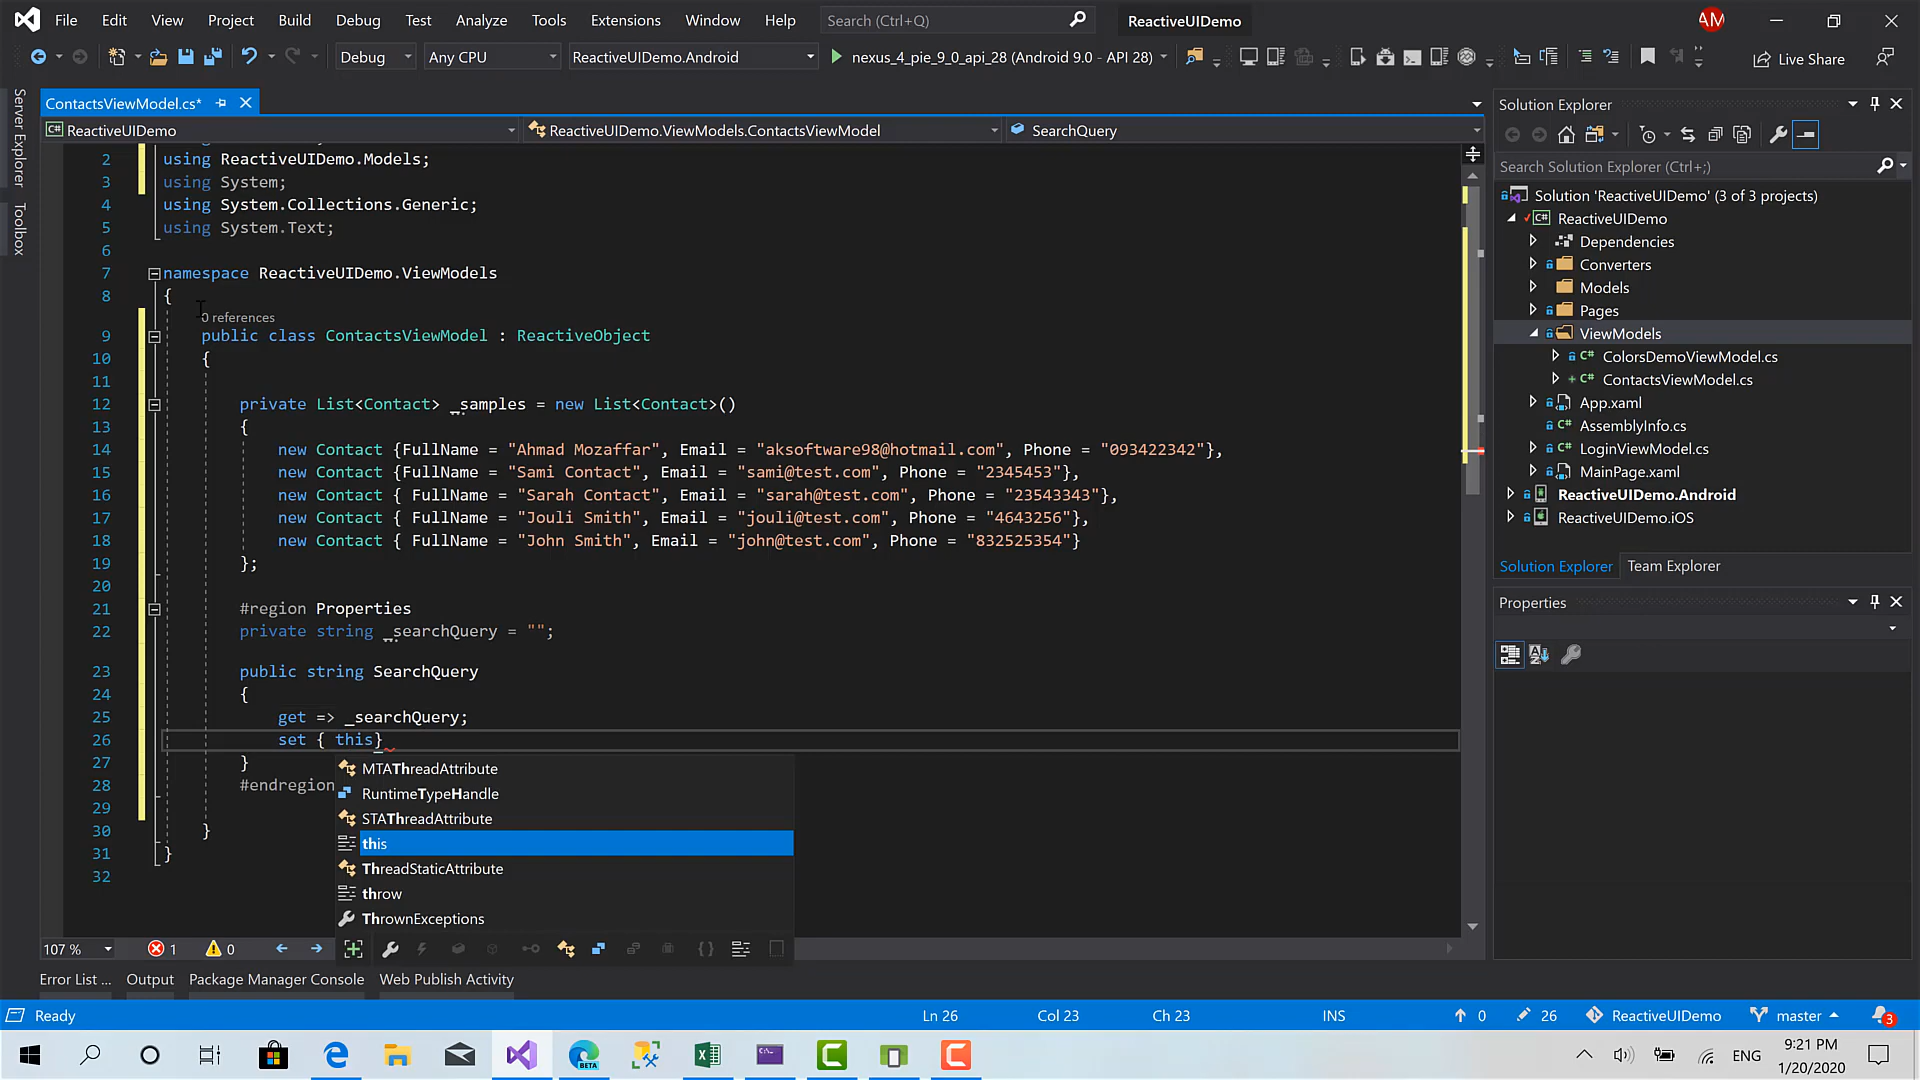 File Edit View Project Build Debug Test Analyze Tools Extensions Window Help Search (Ctrl+Q) ReactiveUIDemo AM
Debug Any CPU ReactiveUIDemo.Android nexus_4_pie_9_0_api_28 (Android 9.0 - API 28) Live Share
Server Explorer
Toolbox
ContactsViewModel.cs*
C# ReactiveUIDemo ReactiveUIDemo.ViewModels.ContactsViewModel SearchQuery
2 using ReactiveUIDemo.Models;
3 using System;
4 using System.Collections.Generic;
5 using System.Text;
6
7 namespace ReactiveUIDemo.ViewModels
8 {
0 references
9 public class ContactsViewModel : ReactiveObject
10 {
11
12 private List<Contact> _samples = new List<Contact>()
13 {
14 new Contact {FullName = "Ahmad Mozaffar", Email = "aksoftware98@hotmail.com", Phone = "093422342"},
15 new Contact {FullName = "Sami Contact", Email = "sami@test.com", Phone = "2345453"},
16 new Contact { FullName = "Sarah Contact", Email = "sarah@test.com", Phone = "23543343"},
17 new Contact { FullName = "Jouli Smith", Email = "jouli@test.com", Phone = "4643256"},
18 new Contact { FullName = "John Smith", Email = "john@test.com", Phone = "832525354"}
19 };
20
21 #region Properties
22 private string _searchQuery = "";
23 public string SearchQuery
24 {
25 get => _searchQuery;
26 set { this}
27 }
28 #endregion
29
30 }
31 }
32
MTAThreadAttribute
RuntimeTypeHandle
STAThreadAttribute
this
ThreadStaticAttribute
throw
ThrownExceptions
107 % 1 0
Error List ... Output Package Manager Console Web Publish Activity
Solution Explorer
Search Solution Explorer (Ctrl+;)
Solution 'ReactiveUIDemo' (3 of 3 projects)
C# ReactiveUIDemo
Dependencies
Converters
Models
Pages
ViewModels
C# ColorsDemoViewModel.cs
C# ContactsViewModel.cs
App.xaml
C# AssemblyInfo.cs
C# LoginViewModel.cs
MainPage.xaml
ReactiveUIDemo.Android
ReactiveUIDemo.iOS
Solution Explorer Team Explorer
Properties
Ready Ln 26 Col 23 Ch 23 INS 0 26 ReactiveUIDemo master 3
BETA
ENG 9:21 PM
1/20/2020